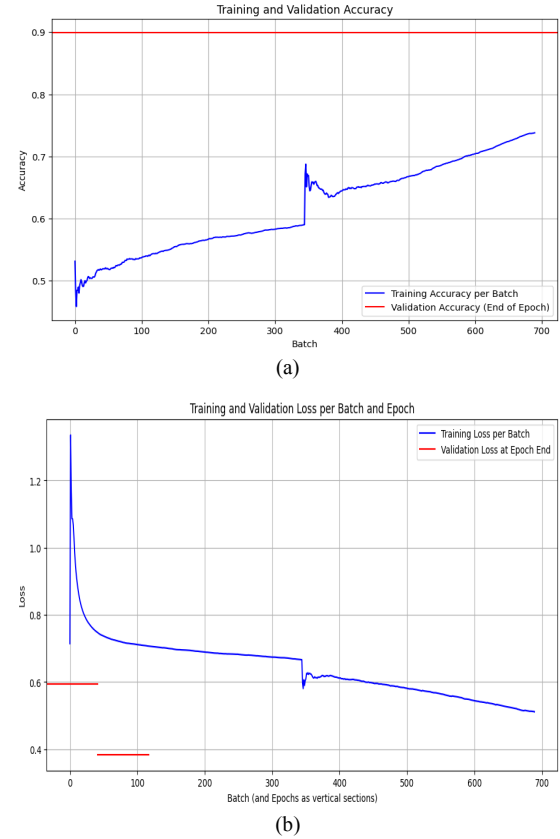 Training and Validation Accuracy
0.9
0.8
0.7
0.6
0.5
Accuracy
Training Accuracy per Batch
Validation Accuracy (End of Epoch)
0 100 200 300 400 500 600 700
Batch
(a)
Training and Validation Loss per Batch and Epoch
Training Loss per Batch
Validation Loss at Epoch End
1.2
1.0
0.8
0.6
0.4
Loss
0 100 200 300 400 500 600 700
Batch (and Epochs as vertical sections)
(b)